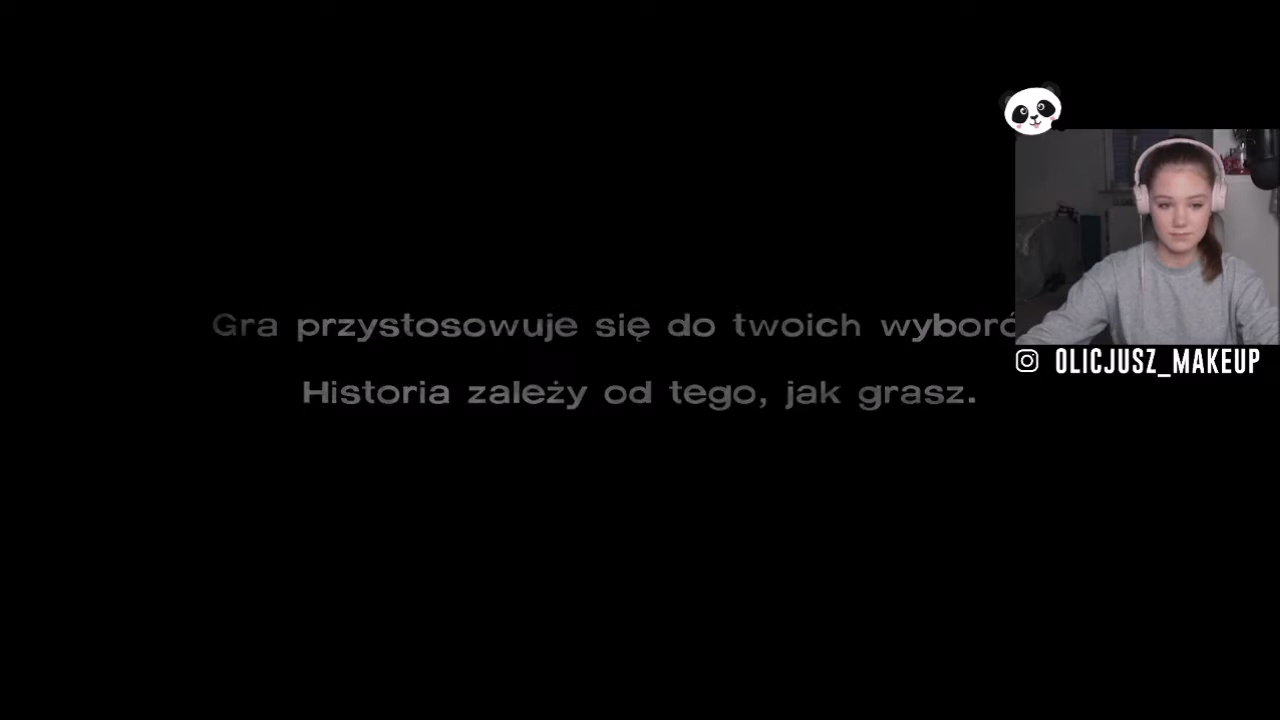 Gra przystosowuje się do twoich
Historia zależy od tego, jak grasz.
OLICJUSZ_MAKEUP